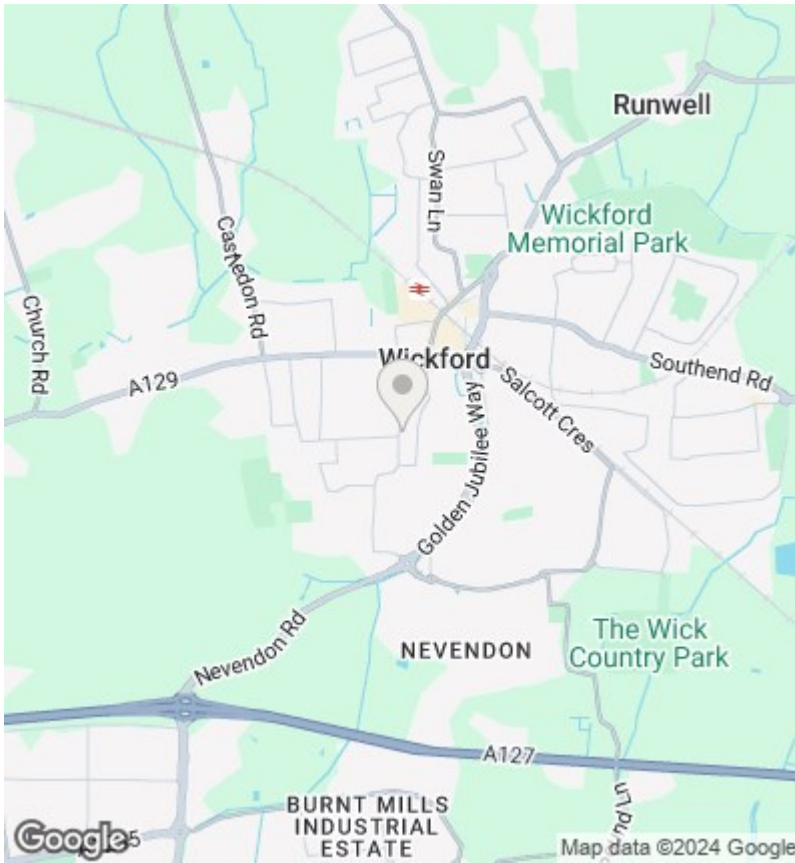 Runwell
Swan Ln
Wickford
Memorial Park
Castledon Rd
Church Rd
Wickford
A129
Southend Rd
Salcott Cres
Golden Jubilee Way
Nevendon Rd
NEVENDON
The Wick
Country Park
A127
BURNT MILLS
INDUSTRIAL
ESTATE
Google
Map data ©2024 Google